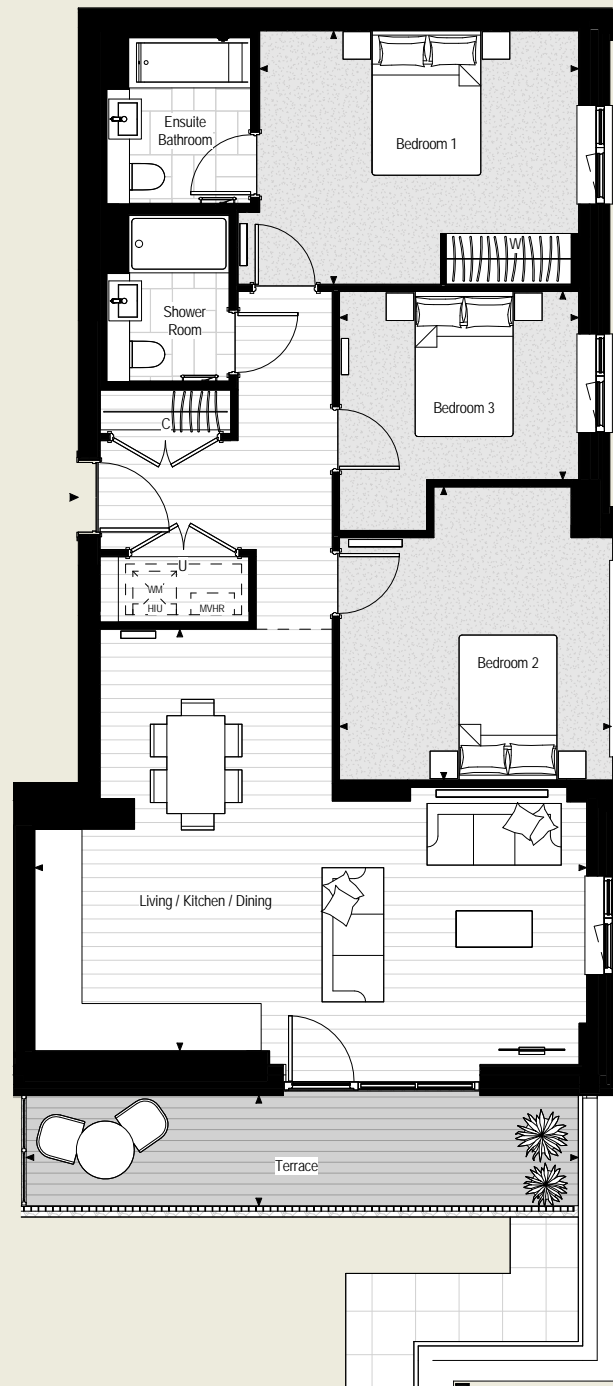 Ensuite
Bathroom
Bedroom 1
W
Shower
Room
Bedroom 3
C
U
WM
HIU
MVHR
Bedroom 2
Living / Kitchen / Dining
Terrace